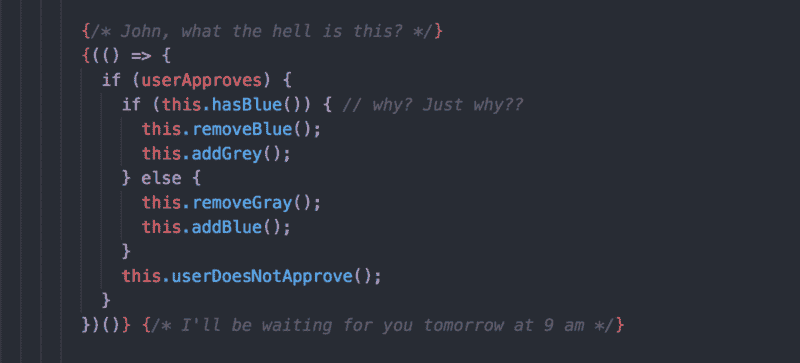 {/* John, what the hell is this? */}
{(() => {
if (userApproves) {
if (this.hasBlue()) { // why? Just why??
this.removeBlue();
this.addGrey();
} else {
this.removeGray();
this.addBlue();
}
this.userDoesNotApprove();
}
})()} {/* I'll be waiting for you tomorrow at 9 am */}